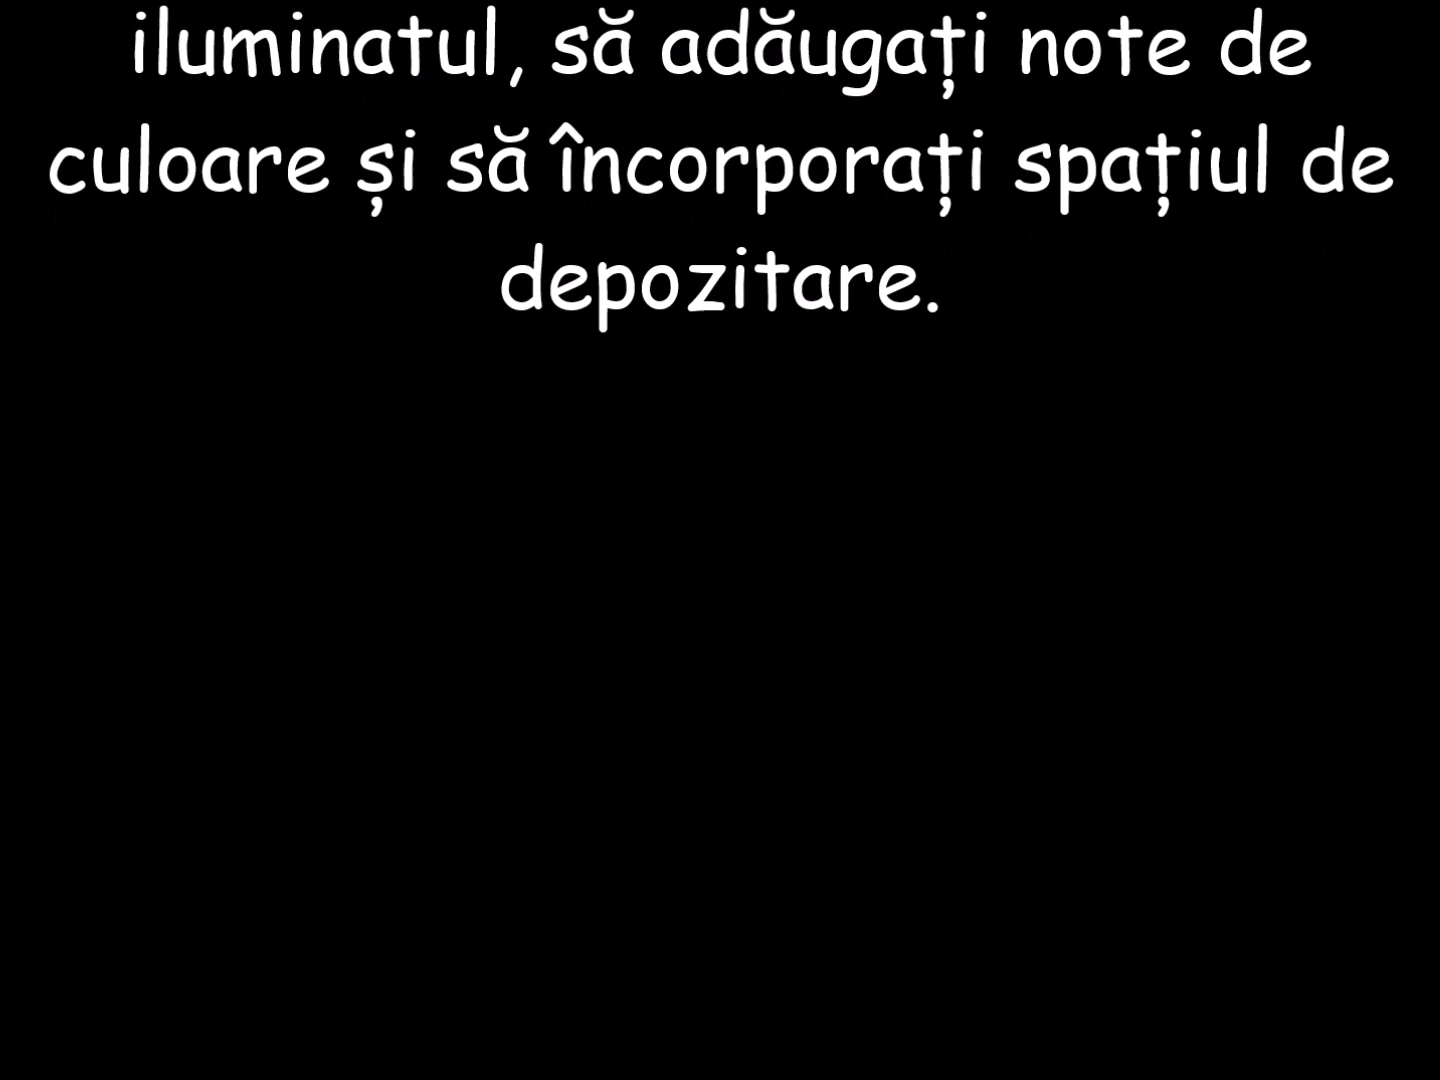 iluminatul, să adăugați note de
culoare și să încorporați spațiul de
depozitare.